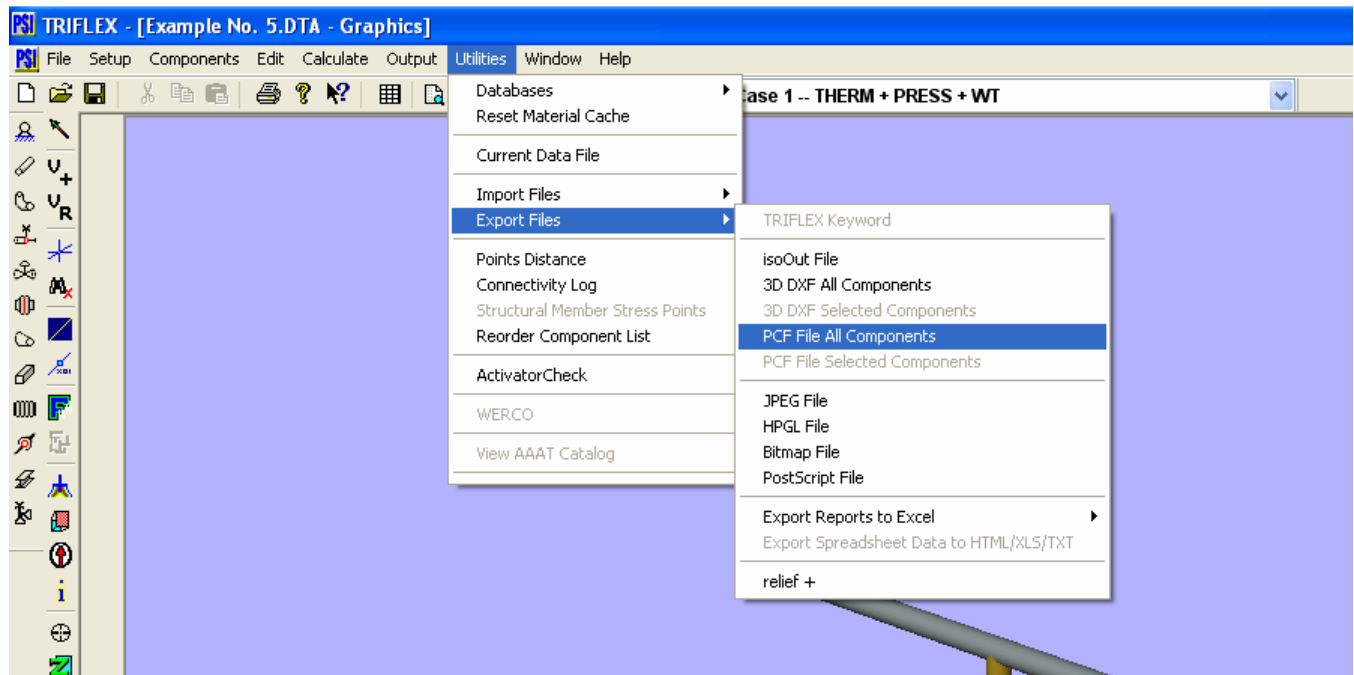 PSI TRIFLEX - [Example No. 5.DTA - Graphics]
PSI File Setup Components Edit Calculate Output Utilities Window Help
ase 1 -- THERM + PRESS + WT
Databases
Reset Material Cache
Current Data File
Import Files
Export Files
Points Distance
Connectivity Log
Structural Member Stress Points
Reorder Component List
ActivatorCheck
WERCO
View AAAT Catalog
TRIFLEX Keyword
isoOut File
3D DXF All Components
3D DXF Selected Components
PCF File All Components
PCF File Selected Components
JPEG File
HPGL File
Bitmap File
PostScript File
Export Reports to Excel
Export Spreadsheet Data to HTML/XLS/TXT
relief +
V+
VR
F
i
Z